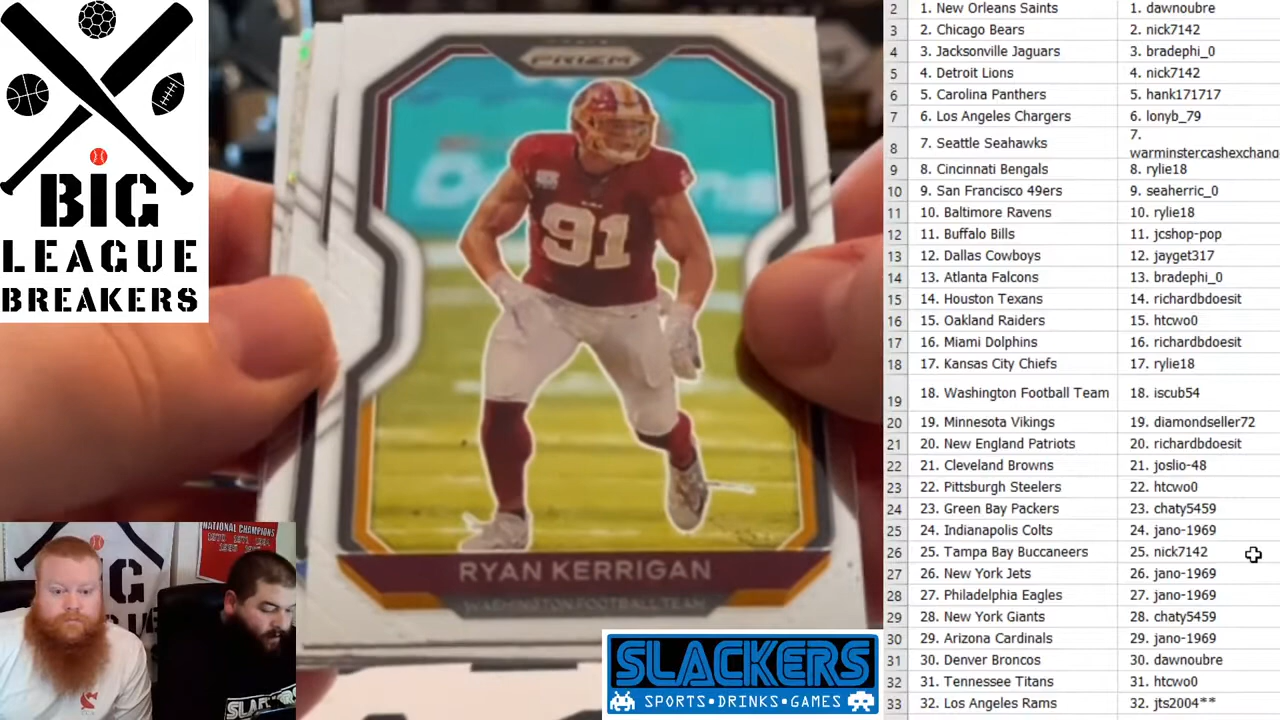 BIG
LEAGUE
BREAKERS
PRIZM
91
RYAN KERRIGAN
WASHINGTON FOOTBALL TEAM
NATIONAL CHAMPIONS
G
SLACKERS
SPORTS•DRINKS•GAMES
2 1. New Orleans Saints 1. dawnoubre
3 2. Chicago Bears 2. nick7142
4 3. Jacksonville Jaguars 3. bradephi_0
5 4. Detroit Lions 4. nick7142
6 5. Carolina Panthers 5. hank171717
7 6. Los Angeles Chargers 6. lonyb_79
8 7. Seattle Seahawks 7.
warminstercashexchang
9 8. Cincinnati Bengals 8. rylie18
10 9. San Francisco 49ers 9. seaherric_0
11 10. Baltimore Ravens 10. rylie18
12 11. Buffalo Bills 11. jcshop-pop
13 12. Dallas Cowboys 12. jayget317
14 13. Atlanta Falcons 13. bradephi_0
15 14. Houston Texans 14. richardbdoesit
16 15. Oakland Raiders 15. htcwo0
17 16. Miami Dolphins 16. richardbdoesit
18 17. Kansas City Chiefs 17. rylie18
19 18. Washington Football Team 18. iscub54
20 19. Minnesota Vikings 19. diamondseller72
21 20. New England Patriots 20. richardbdoesit
22 21. Cleveland Browns 21. joslio-48
23 22. Pittsburgh Steelers 22. htcwo0
24 23. Green Bay Packers 23. chaty5459
25 24. Indianapolis Colts 24. jano-1969
26 25. Tampa Bay Buccaneers 25. nick7142
27 26. New York Jets 26. jano-1969
28 27. Philadelphia Eagles 27. jano-1969
29 28. New York Giants 28. chaty5459
30 29. Arizona Cardinals 29. jano-1969
31 30. Denver Broncos 30. dawnoubre
32 31. Tennessee Titans 31. htcwo0
33 32. Los Angeles Rams 32. jts2004**